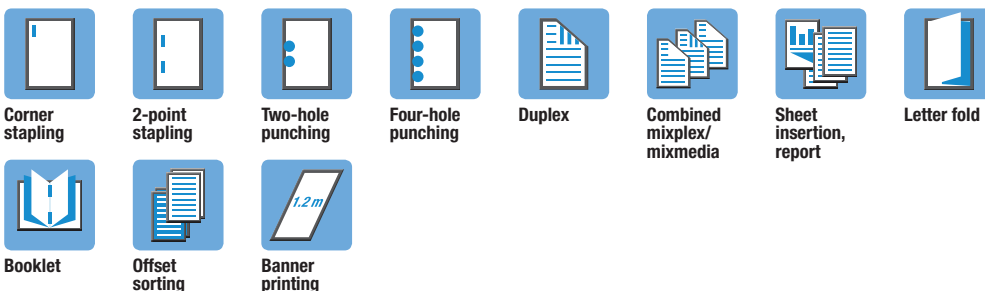 Corner
stapling
2-point
stapling
Two-hole
punching
Four-hole
punching
Duplex
Combined
mixplex/
mixmedia
Sheet
insertion,
report
Letter fold
1.2 m
Booklet
Offset
sorting
Banner
printing